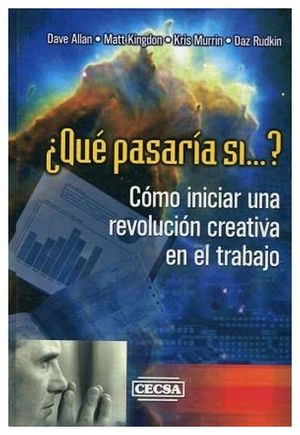 Dave Allan • Matt Kingdon • Kris Murrin • Daz Rudkin
¿Qué pasaría si...?
Cómo iniciar una
revolución creativa
en el trabajo
CECSA